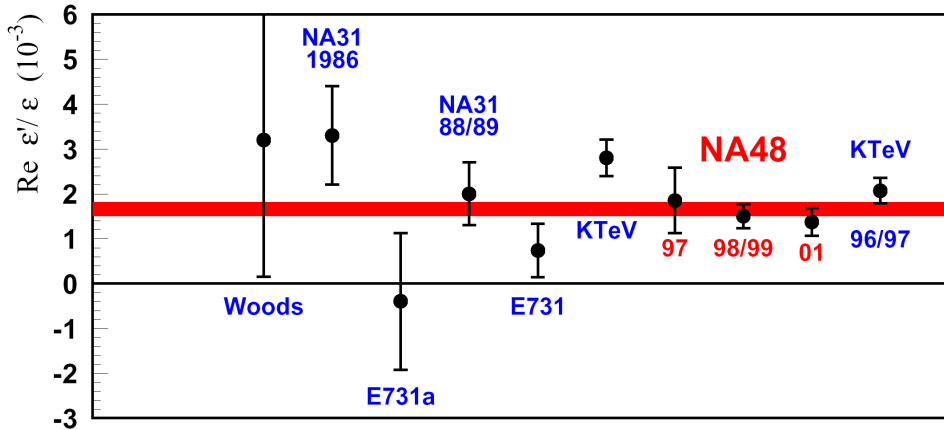 Re ε'/ε (10⁻³)
6
5
4
3
2
1
0
-1
-2
-3
Woods
NA31
1986
E731a
NA31
88/89
E731
KTeV
NA48
97
98/99
01
KTeV
96/97